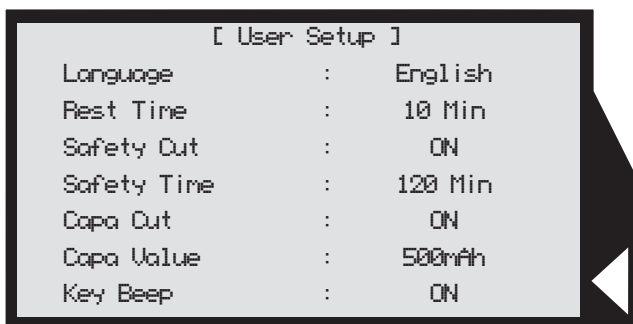 [ User Setup ]
Language : English
Rest Time : 10 Min
Safety Cut : ON
Safety Time : 120 Min
Capa Cut : ON
Capa Value : 500mAh
Key Beep : ON